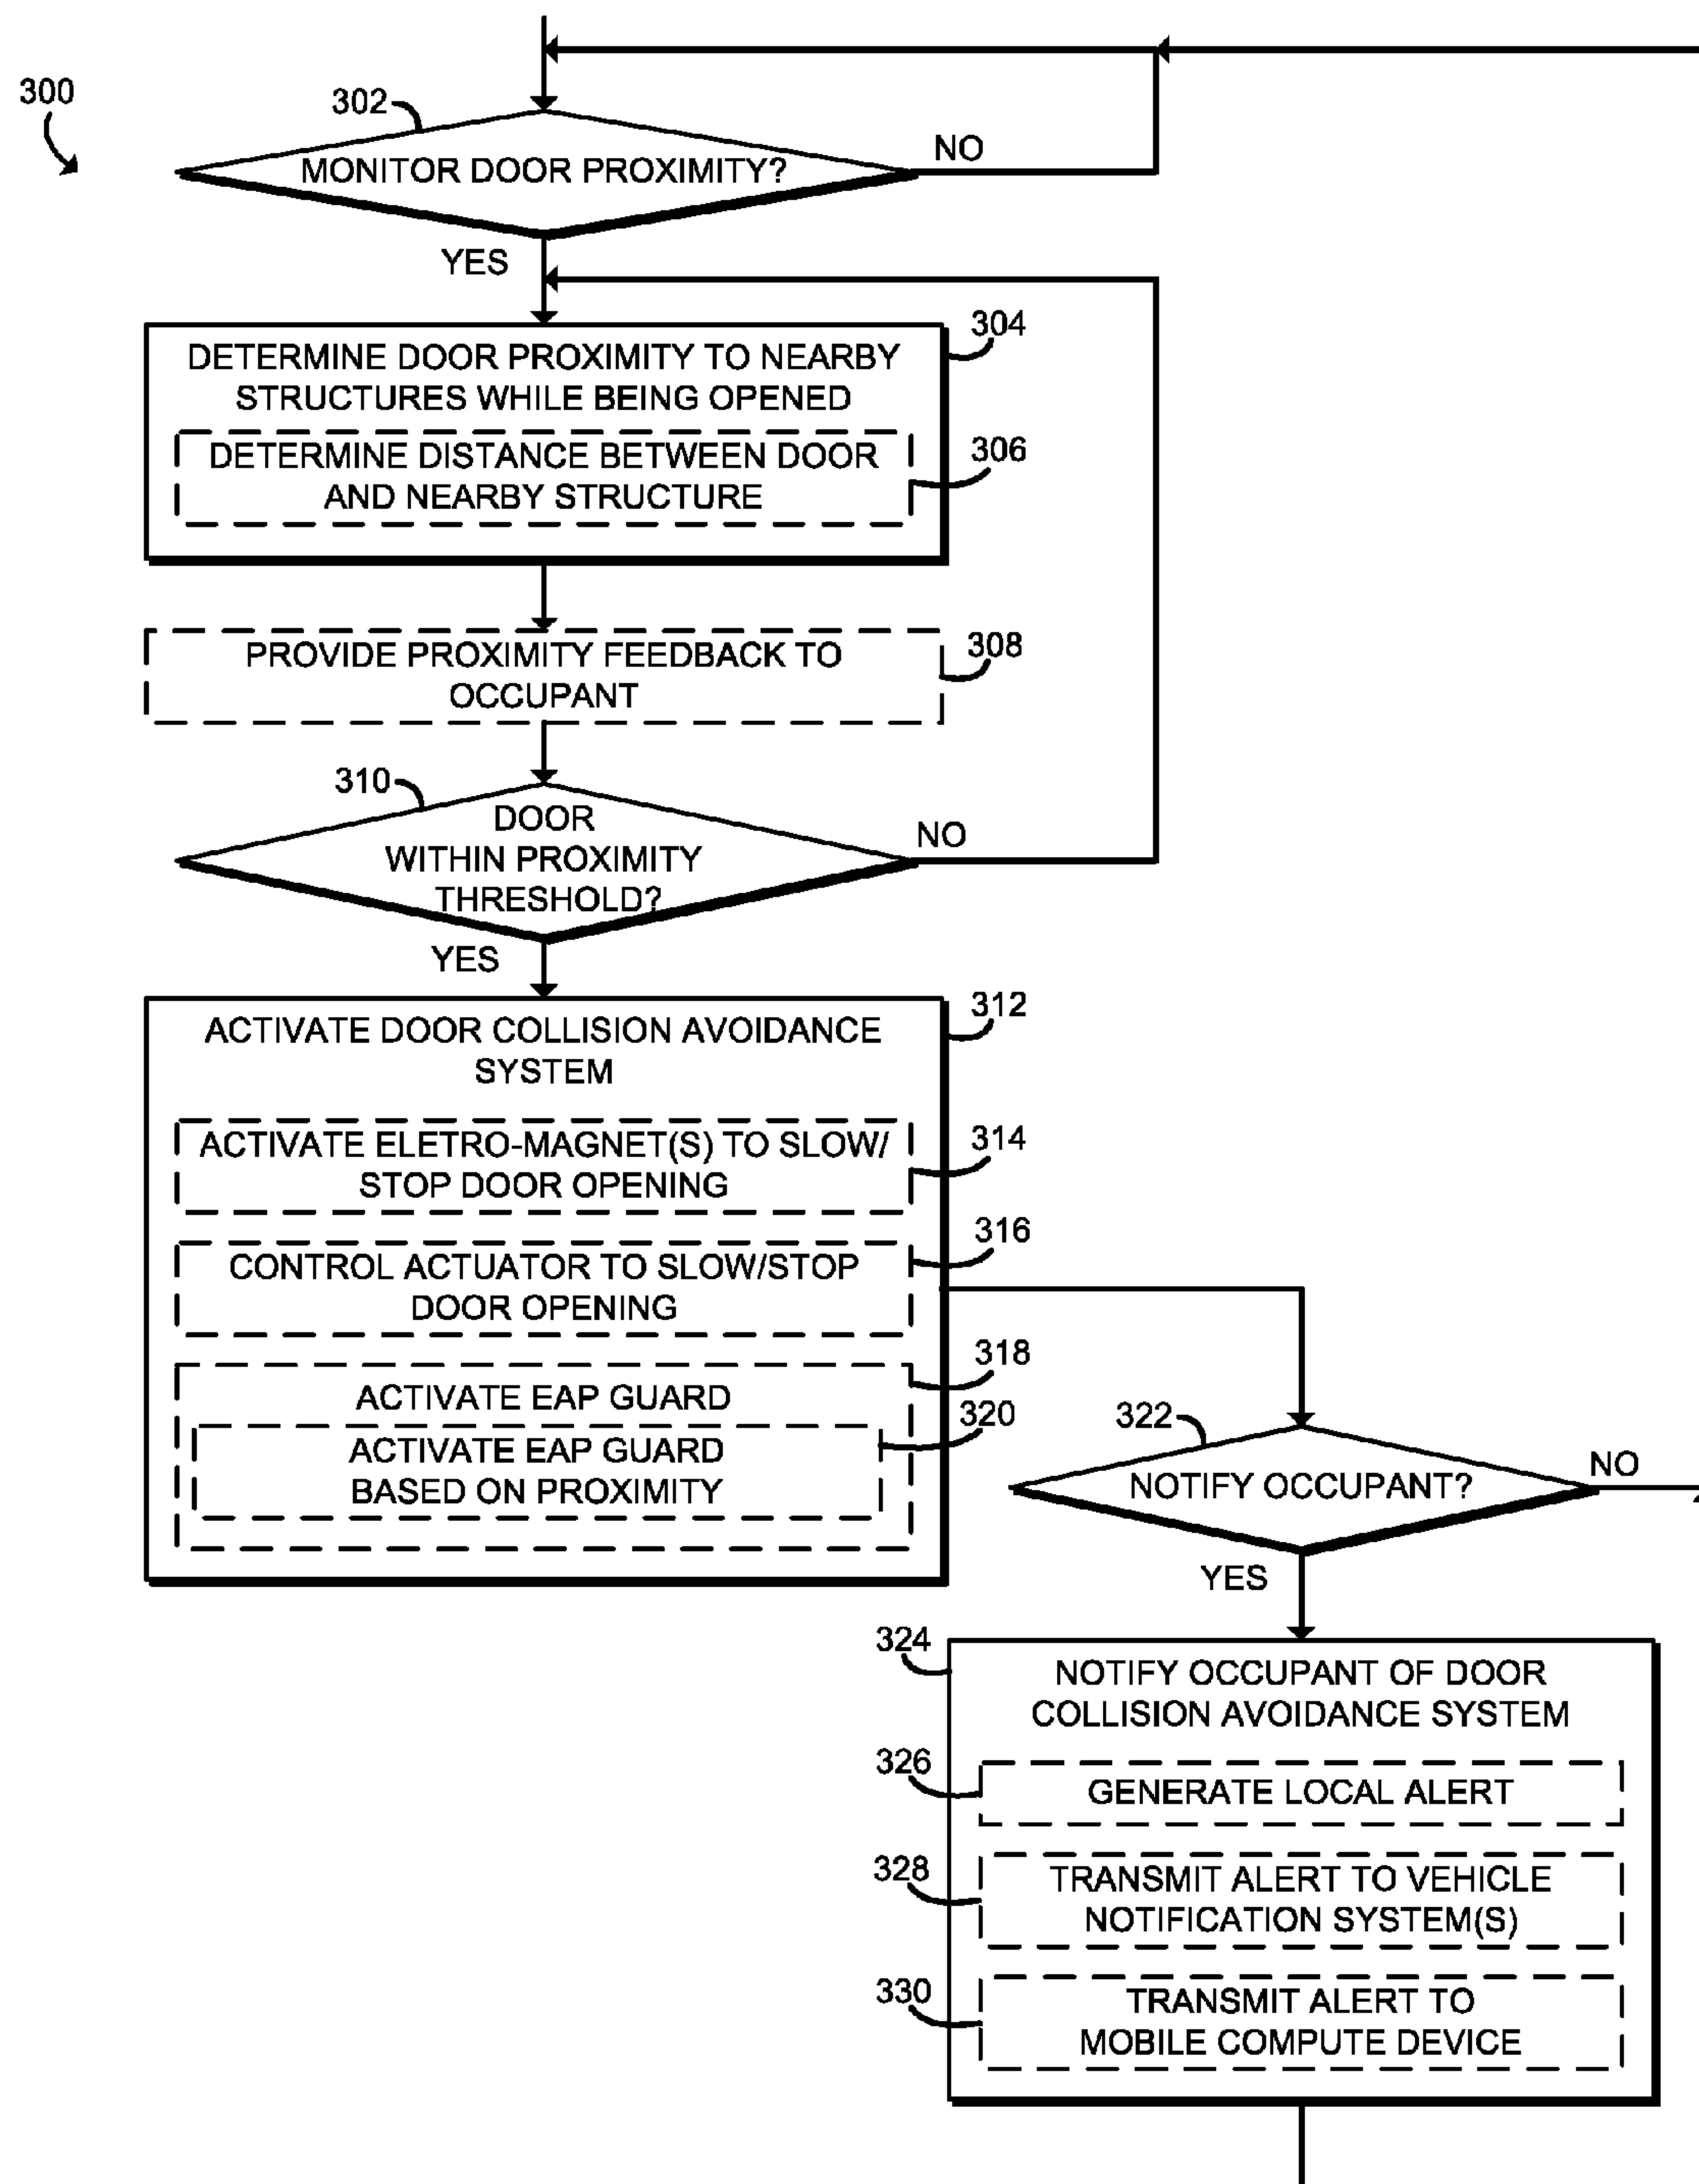 300
302
MONITOR DOOR PROXIMITY?
NO
YES
304
DETERMINE DOOR PROXIMITY TO NEARBY
STRUCTURES WHILE BEING OPENED
306
DETERMINE DISTANCE BETWEEN DOOR
AND NEARBY STRUCTURE
308
PROVIDE PROXIMITY FEEDBACK TO
OCCUPANT
310
DOOR
WITHIN PROXIMITY
THRESHOLD?
NO
YES
312
ACTIVATE DOOR COLLISION AVOIDANCE
SYSTEM
314
ACTIVATE ELETRO-MAGNET(S) TO SLOW/
STOP DOOR OPENING
316
CONTROL ACTUATOR TO SLOW/STOP
DOOR OPENING
318
ACTIVATE EAP GUARD
320
ACTIVATE EAP GUARD
BASED ON PROXIMITY
322
NOTIFY OCCUPANT?
NO
YES
324
NOTIFY OCCUPANT OF DOOR
COLLISION AVOIDANCE SYSTEM
326
GENERATE LOCAL ALERT
328
TRANSMIT ALERT TO VEHICLE
NOTIFICATION SYSTEM(S)
330
TRANSMIT ALERT TO
MOBILE COMPUTE DEVICE